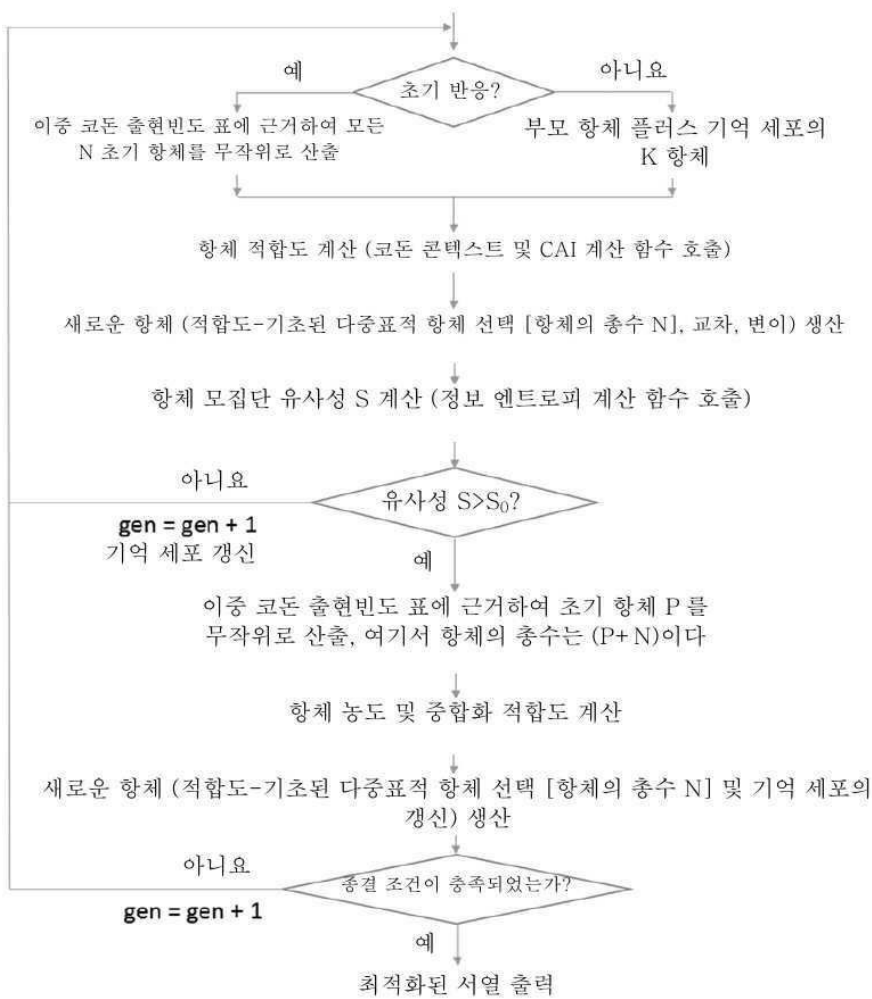 초기 반응?
예
아니요
이중 코돈 출현빈도 표에 근거하여 모든
N 초기 항체를 무작위로 산출
부모 항체 플러스 기억 세포의
K 항체
항체 적합도 계산 (코돈 콘텍스트 및 CAI 계산 함수 호출)
새로운 항체 (적합도-기초된 다중표적 항체 선택 [항체의 총수 N], 교차, 변이) 생산
항체 모집단 유사성 S 계산 (정보 엔트로피 계산 함수 호출)
아니요
유사성 S>S₀?
gen = gen + 1
기억 세포 갱신
예
이중 코돈 출현빈도 표에 근거하여 초기 항체 P 를
무작위로 산출, 여기서 항체의 총수는 (P+N)이다
항체 농도 및 중합화 적합도 계산
새로운 항체 (적합도-기초된 다중표적 항체 선택 [항체의 총수 N] 및 기억 세포의
갱신) 생산
아니요
종결 조건이 충족되었는가?
gen = gen + 1
예
최적화된 서열 출력